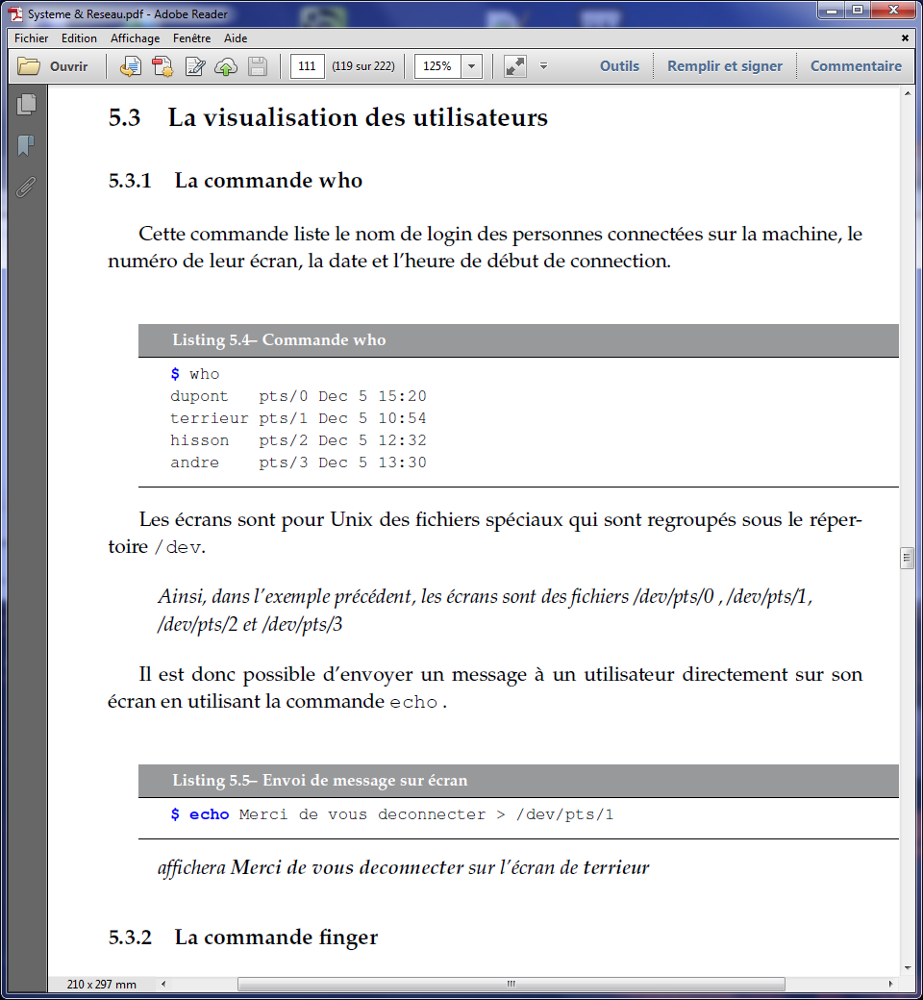 Systeme & Reseau.pdf - Adobe Reader
Fichier Edition Affichage Fenêtre Aide
Ouvrir 111 (119 sur 222) 125% Outils Remplir et signer Commentaire
5.3 La visualisation des utilisateurs
5.3.1 La commande who
Cette commande liste le nom de login des personnes connectées sur la machine, le
numéro de leur écran, la date et l'heure de début de connection.
Listing 5.4– Commande who
$ who
dupont pts/0 Dec 5 15:20
terrieur pts/1 Dec 5 10:54
hisson pts/2 Dec 5 12:32
andre pts/3 Dec 5 13:30
Les écrans sont pour Unix des fichiers spéciaux qui sont regroupés sous le réper-
toire /dev.
Ainsi, dans l'exemple précédent, les écrans sont des fichiers /dev/pts/0 , /dev/pts/1,
/dev/pts/2 et /dev/pts/3
Il est donc possible d'envoyer un message à un utilisateur directement sur son
écran en utilisant la commande echo .
Listing 5.5– Envoi de message sur écran
$ echo Merci de vous deconnecter > /dev/pts/1
affichera Merci de vous deconnecter sur l'écran de terrieur
5.3.2 La commande finger
210 x 297 mm